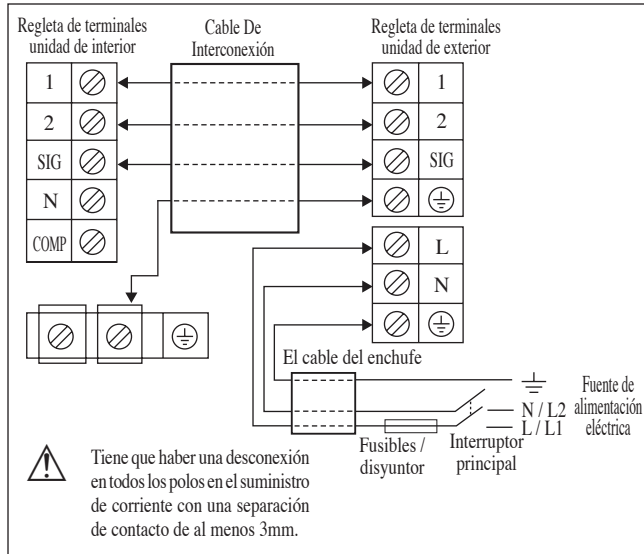 Regleta de terminales
unidad de interior
Cable De
Interconexión
Regleta de terminales
unidad de exterior
1
2
SIG
N
COMP
1
2
SIG
L
N
El cable del enchufe
Fusibles /
disyuntor
Interruptor
principal
N / L2
L / L1
Fuente de
alimentación
eléctrica
Tiene que haber una desconexión
en todos los polos en el suministro
de corriente con una separación
de contacto de al menos 3mm.